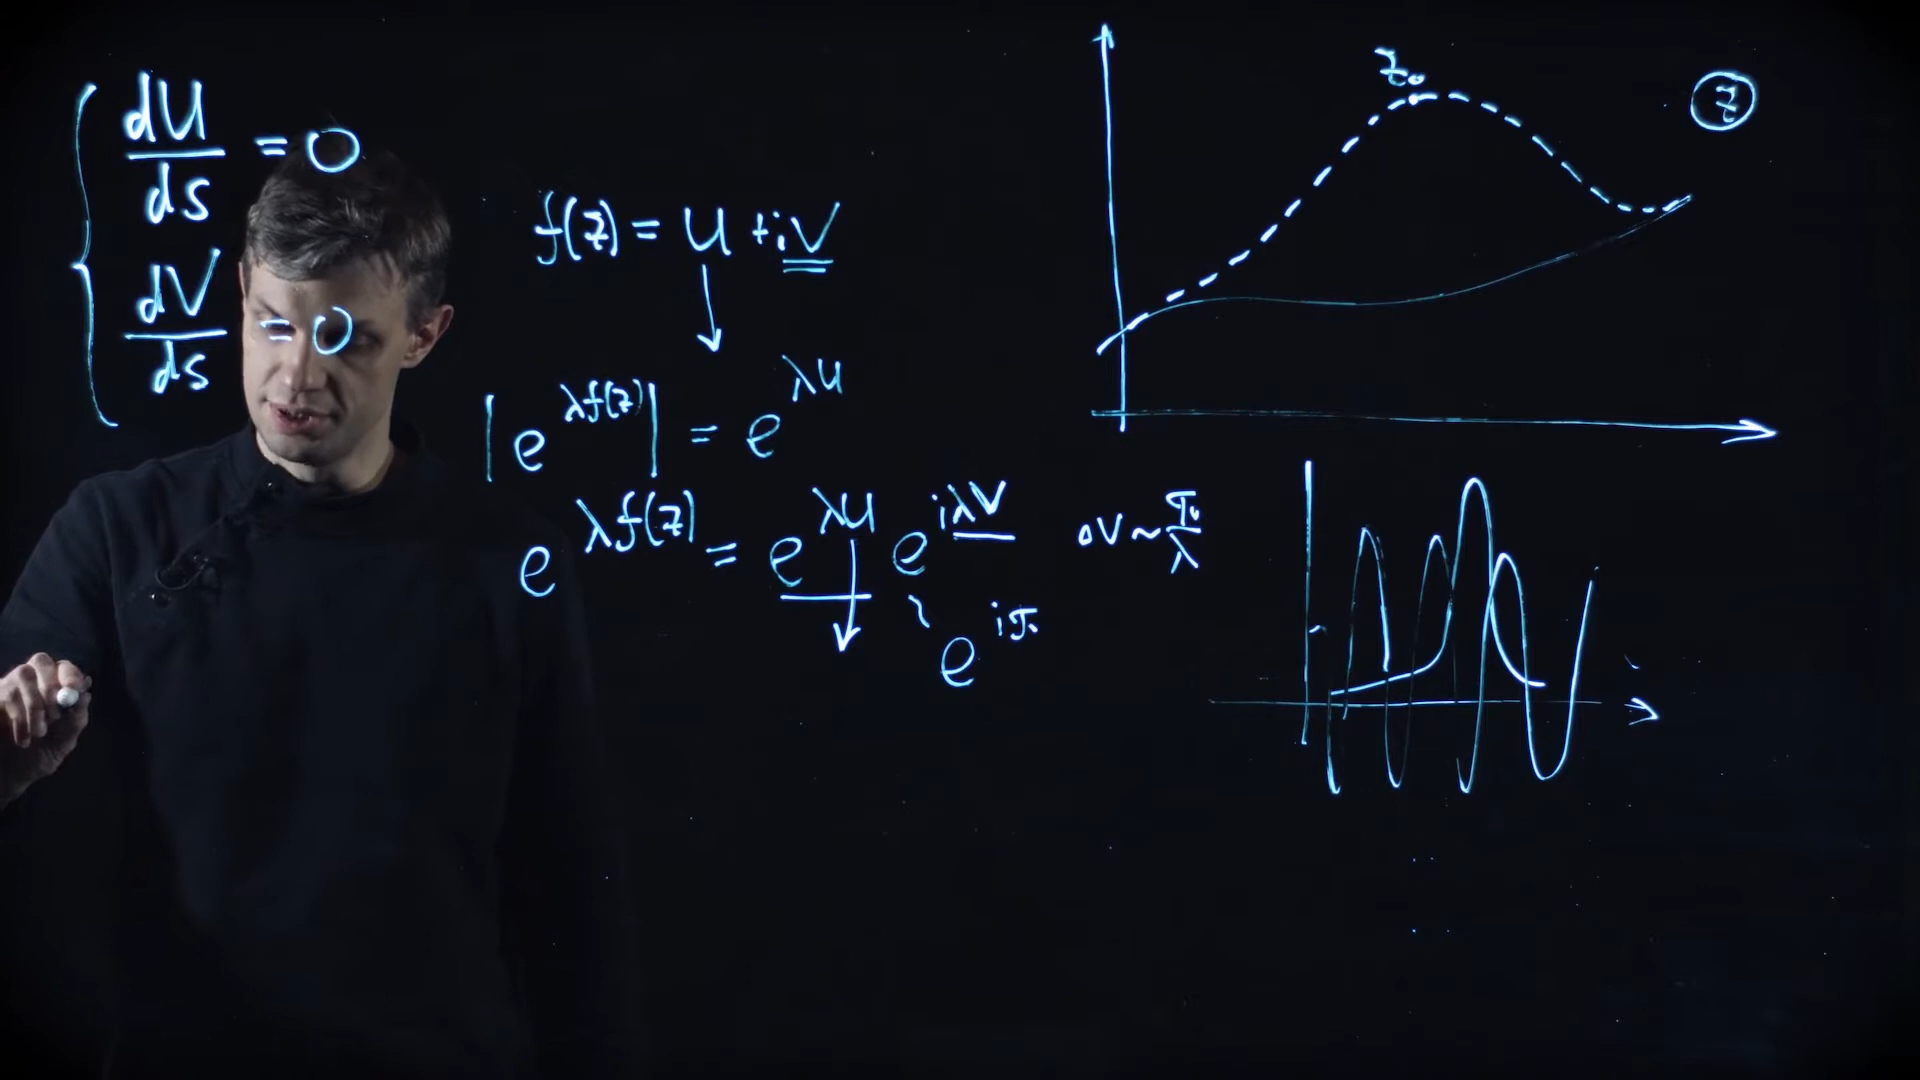 dU/ds = 0
dV/ds = 0
f(z) = U + iV
|e^{λf(z)}| = e^{λU}
e^{λf(z)} = e^{λU} e^{iλV}
ΔV ~ π/λ
e^{iπ}
z₀
z